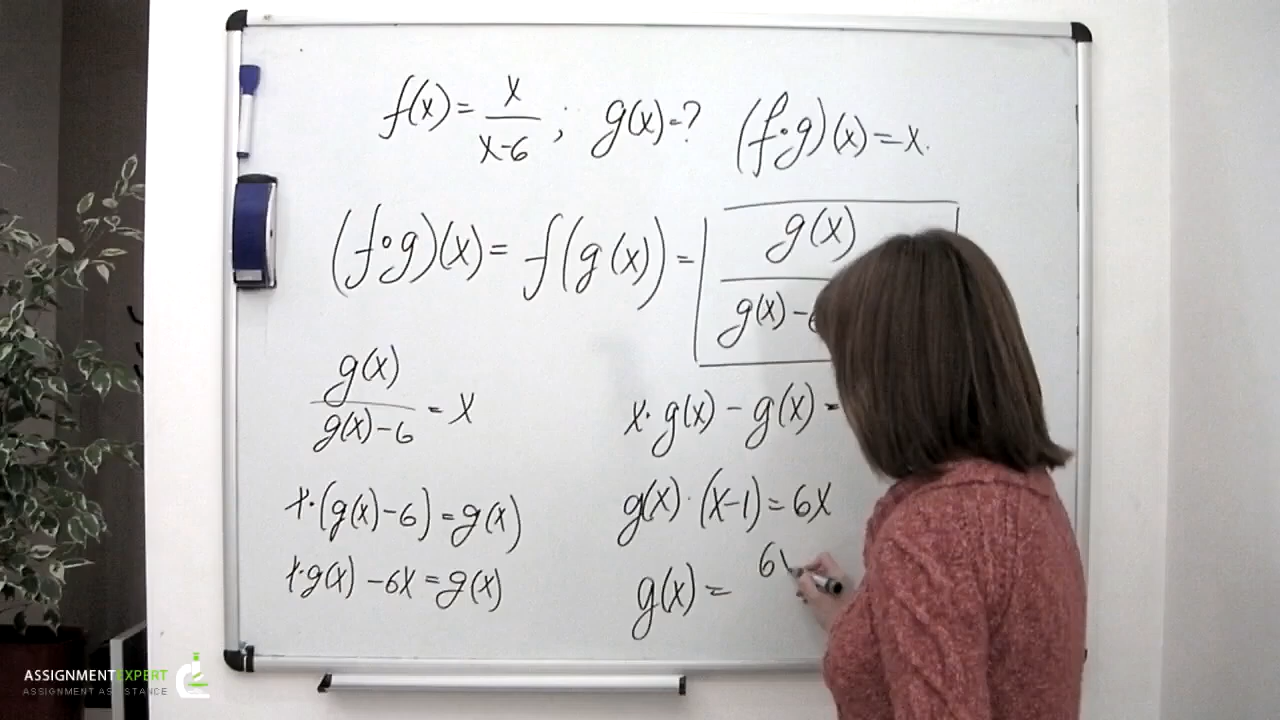 f(x) = x / x-6 ; g(x) = ? (f∘g)(x) = x.
(f∘g)(x) = f(g(x)) = g(x) / g(x) -
g(x) / g(x) - 6 = x
x·(g(x) - 6) = g(x)
x·g(x) - 6x = g(x)
x·g(x) - g(x) =
g(x)·(x-1) = 6x
g(x) = 6
ASSIGNMENTEXPERT
ASSIGNMENT ASSISTANCE